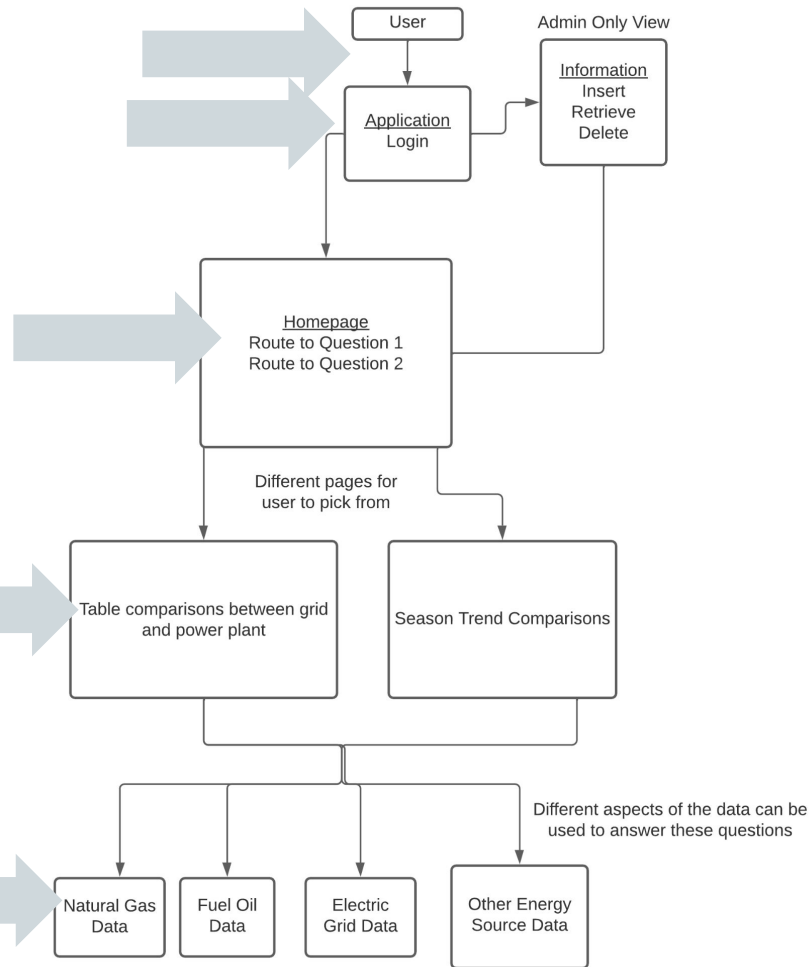 User
Admin Only View
Information
Insert
Retrieve
Delete
Application
Login
Homepage
Route to Question 1
Route to Question 2
Different pages for
user to pick from
Table comparisons between grid
and power plant
Season Trend Comparisons
Different aspects of the data can be
used to answer these questions
Natural Gas
Data
Fuel Oil
Data
Electric
Grid Data
Other Energy
Source Data